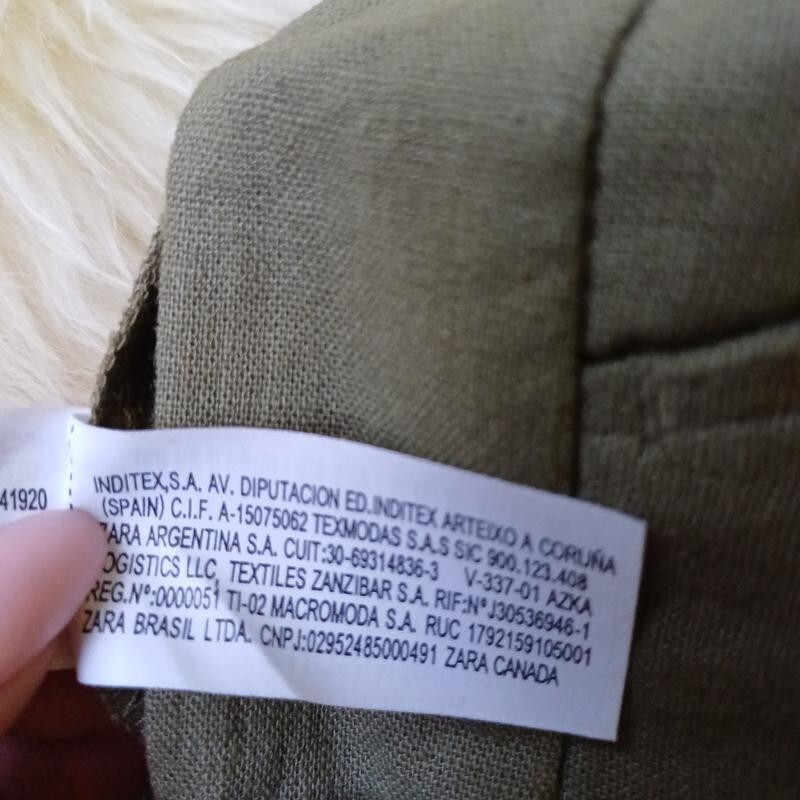 41920
INDITEX,S.A. AV. DIPUTACION ED.INDITEX ARTEIXO A CORUÑA
(SPAIN) C.I.F. A-15075062 TEXMODAS S.A.S SIC 900.123.408
ZARA ARGENTINA S.A. CUIT:30-69314836-3 V-337-01 AZKA
LOGISTICS LLC, TEXTILES ZANZIBAR S.A. RIF:Nº J30536946-1
REG.Nº:0000051 TI-02 MACROMODA S.A. RUC 1792159105001
ZARA BRASIL LTDA. CNPJ:02952485000491 ZARA CANADA